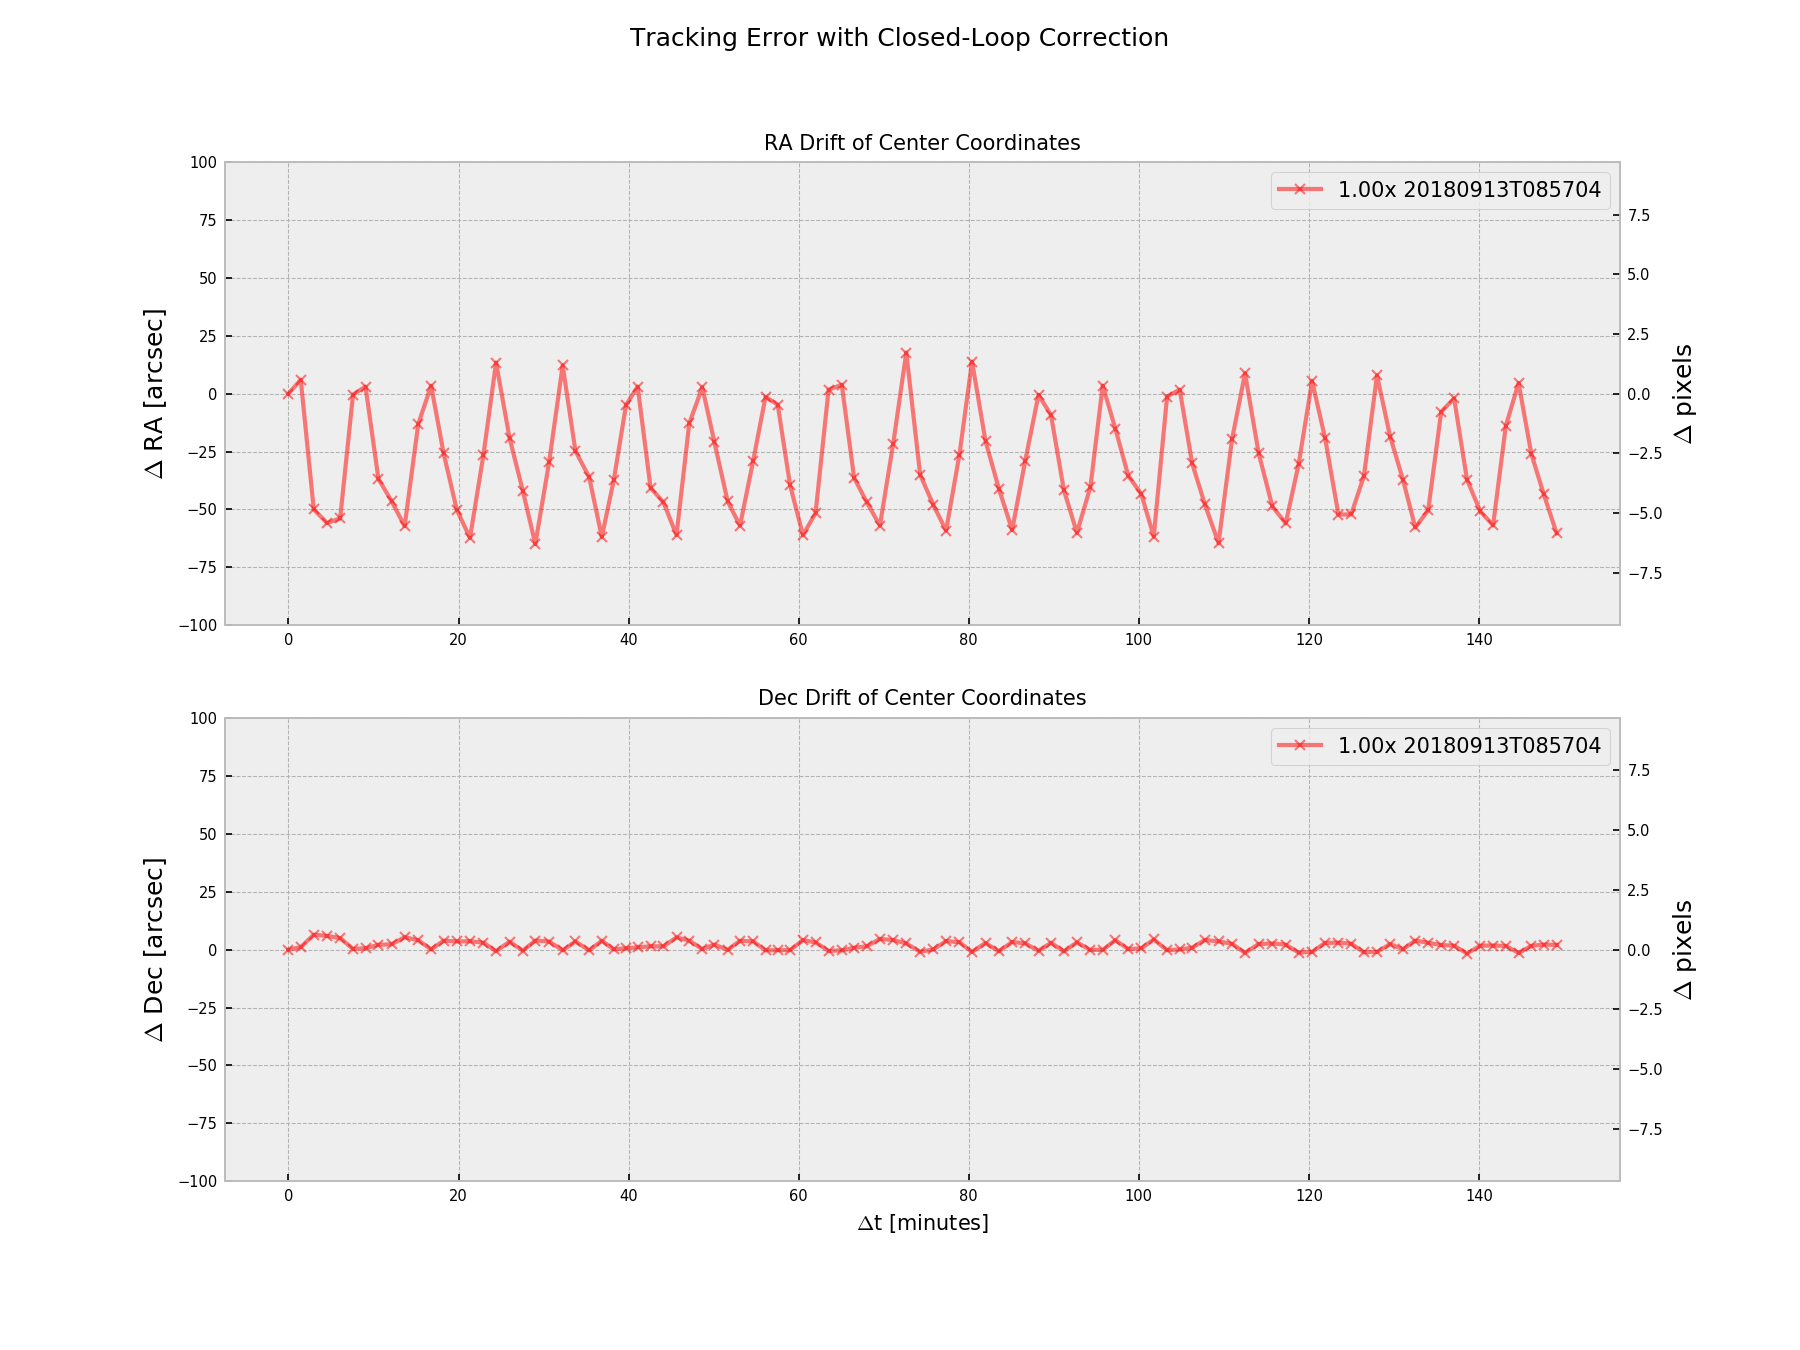 Tracking Error with Closed-Loop Correction
RA Drift of Center Coordinates
1.00x 20180913T085704
100
75
50
25
0
−25
−50
−75
−100
Δ RA [arcsec]
7.5
5.0
2.5
0.0
−2.5
−5.0
−7.5
Δ pixels
0 20 40 60 80 100 120 140
Dec Drift of Center Coordinates
1.00x 20180913T085704
100
75
50
25
0
−25
−50
−75
−100
Δ Dec [arcsec]
7.5
5.0
2.5
0.0
−2.5
−5.0
−7.5
Δ pixels
0 20 40 60 80 100 120 140
Δt [minutes]